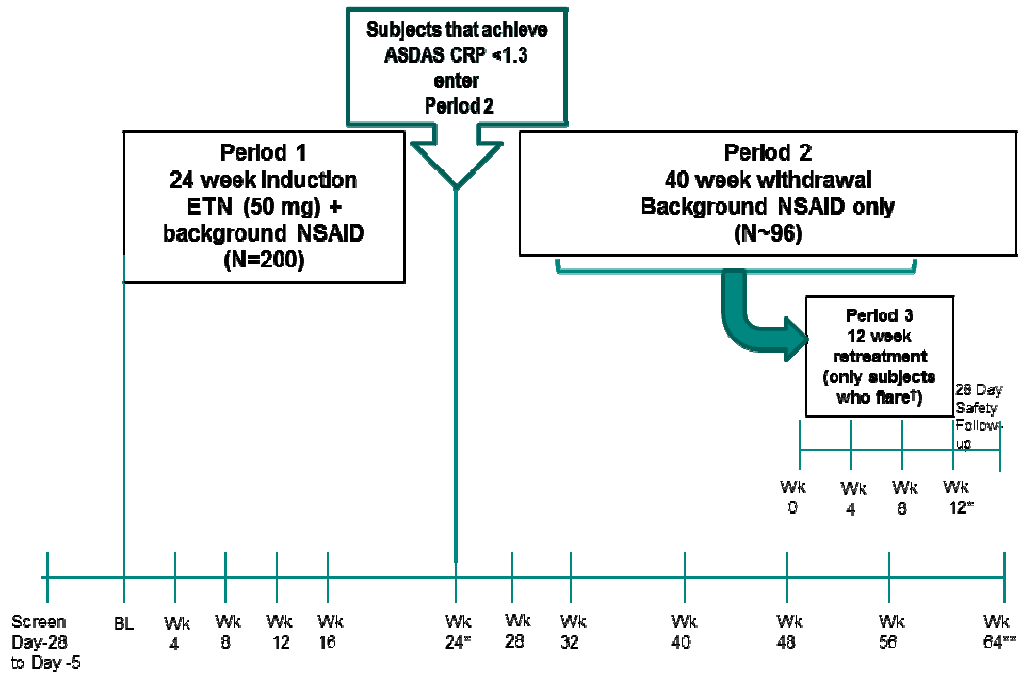 Subjects that achieve
ASDAS CRP <1.3
enter
Period 2
Period 1
24 week induction
ETN (50 mg) +
background NSAID
(N=200)
Period 2
40 week withdrawal
Background NSAID only
(N~96)
Period 3
12 week
retreatment
(only subjects
who flare†)
28 Day
Safety
Follow-
up
Wk
0
Wk
4
Wk
8
Wk
12*
Screen
Day-28
to Day -5
BL
Wk
4
Wk
8
Wk
12
Wk
16
Wk
24*
Wk
28
Wk
32
Wk
40
Wk
48
Wk
56
Wk
64**